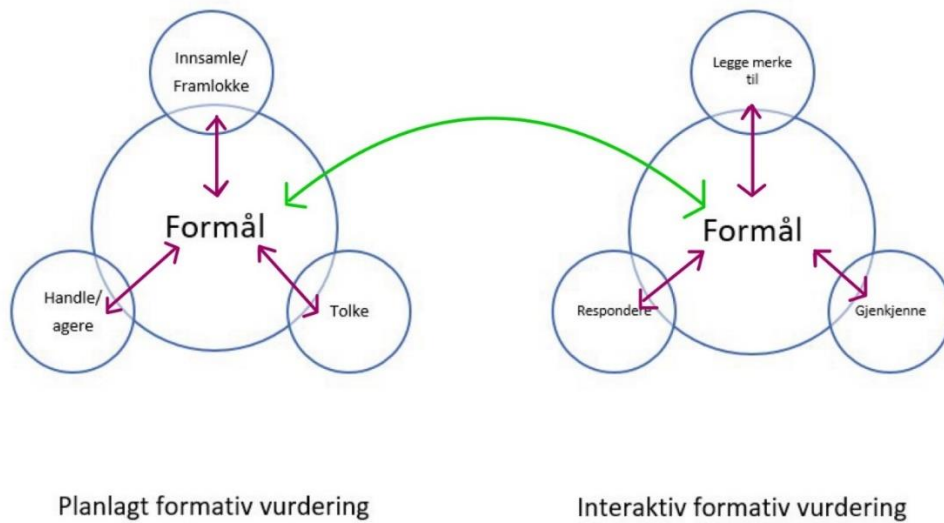 Innsamle/
Framlokke
Formål
Handle/
agere
Tolke
Legge merke
til
Formål
Respondere
Gjenkjenne
Planlagt formativ vurdering
Interaktiv formativ vurdering